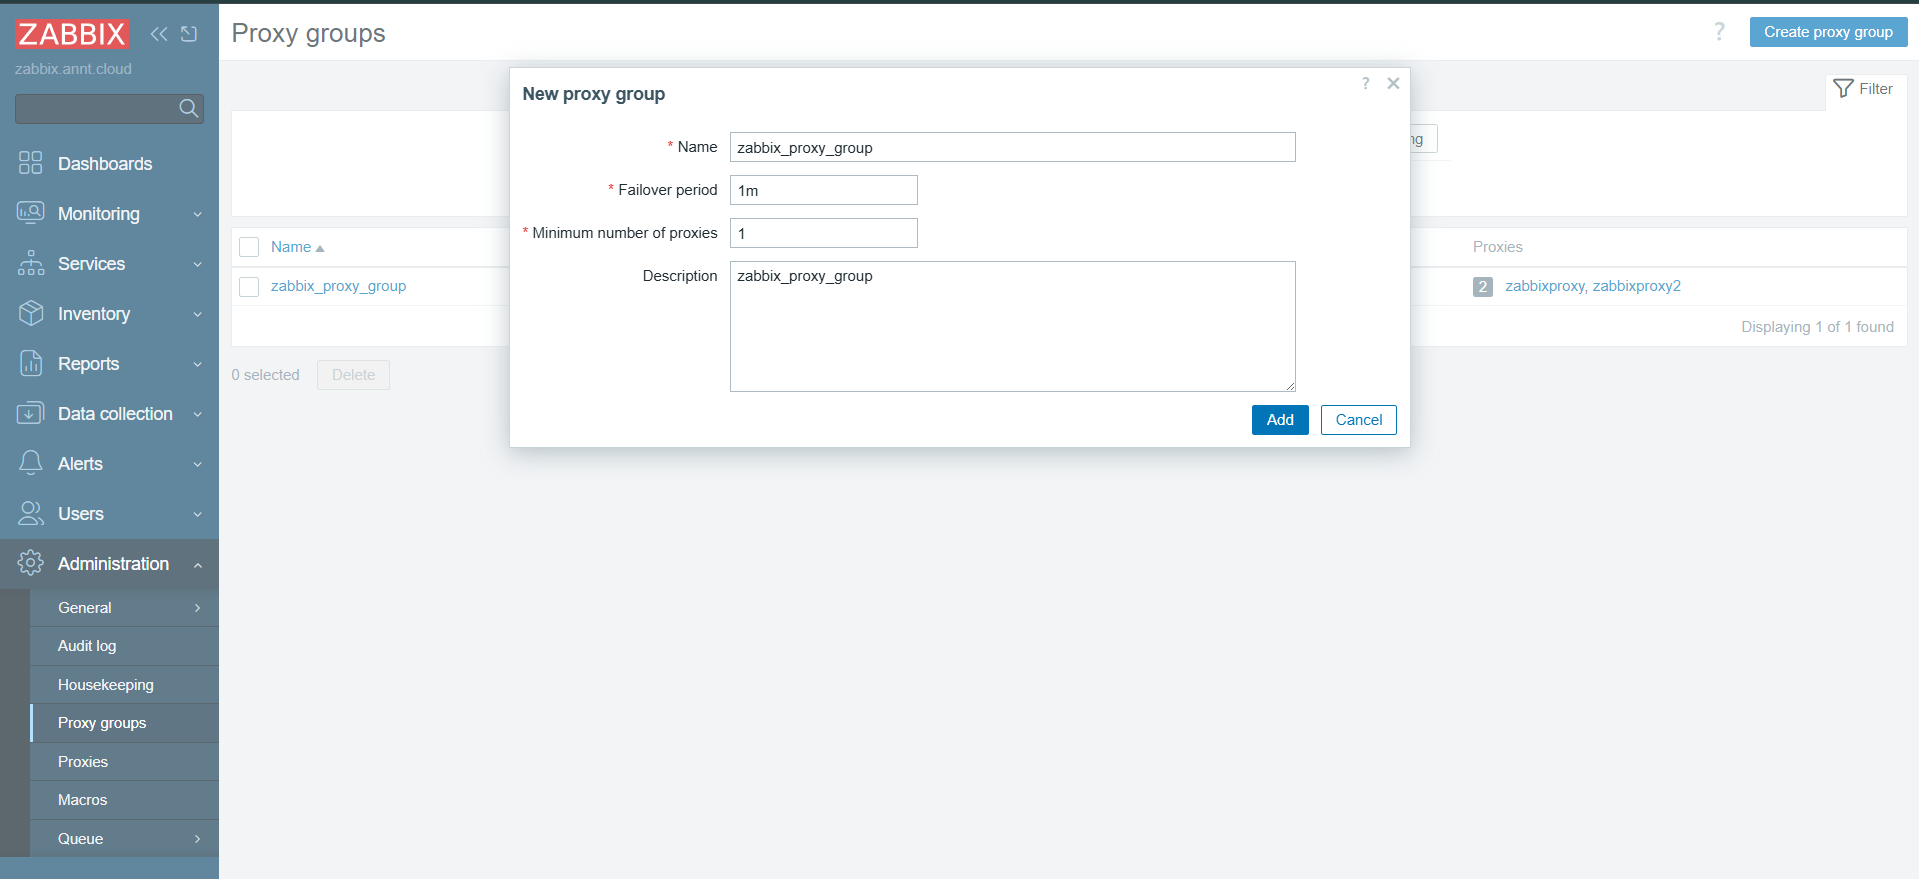 ZABBIX
zabbix.annt.cloud
Dashboards
Monitoring
Services
Inventory
Reports
Data collection
Alerts
Users
Administration
General
Audit log
Housekeeping
Proxy groups
Proxies
Macros
Queue
Proxy groups
? Create proxy group
Filter
New proxy group ?
* Name zabbix_proxy_group
* Failover period 1m
* Minimum number of proxies 1
Description zabbix_proxy_group
Add Cancel
ng
Name Proxies
zabbix_proxy_group 2 zabbixproxy, zabbixproxy2
Displaying 1 of 1 found
0 selected Delete